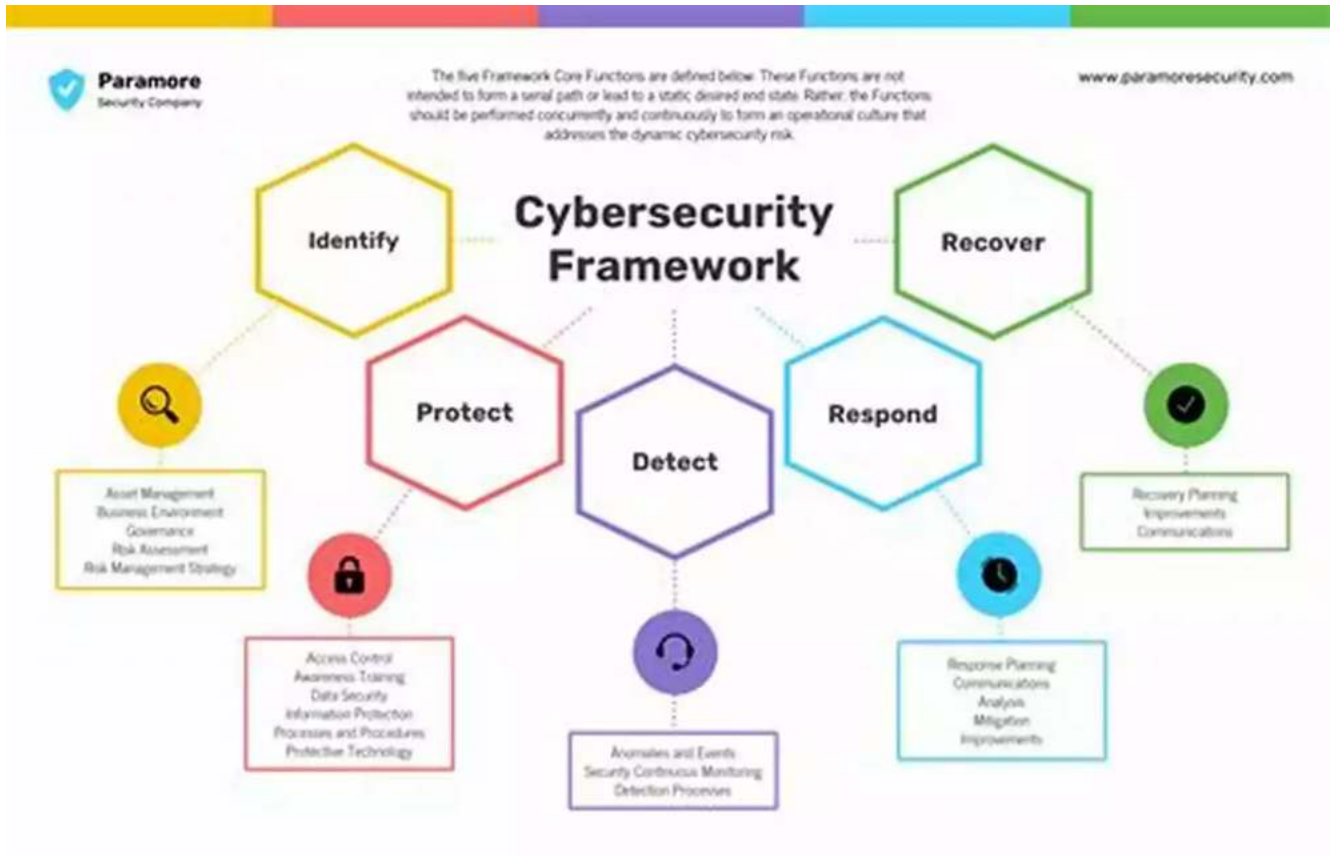 Paramore
Security Company
The five Framework Core Functions are defined below. These Functions are not
intended to form a serial path or lead to a static desired end state. Rather, the Functions
should be performed concurrently and continuously to form an operational culture that
addresses the dynamic cybersecurity risk.
www.paramoresecurity.com
Cybersecurity
Framework
Identify
Asset Management
Business Environment
Governance
Risk Assessment
Risk Management Strategy
Protect
Access Control
Awareness Training
Data Security
Information Protection
Processes and Procedures
Protective Technology
Detect
Anomalies and Events
Security Continuous Monitoring
Detection Processes
Respond
Response Planning
Communications
Analysis
Mitigation
Improvements
Recover
Recovery Planning
Improvements
Communications